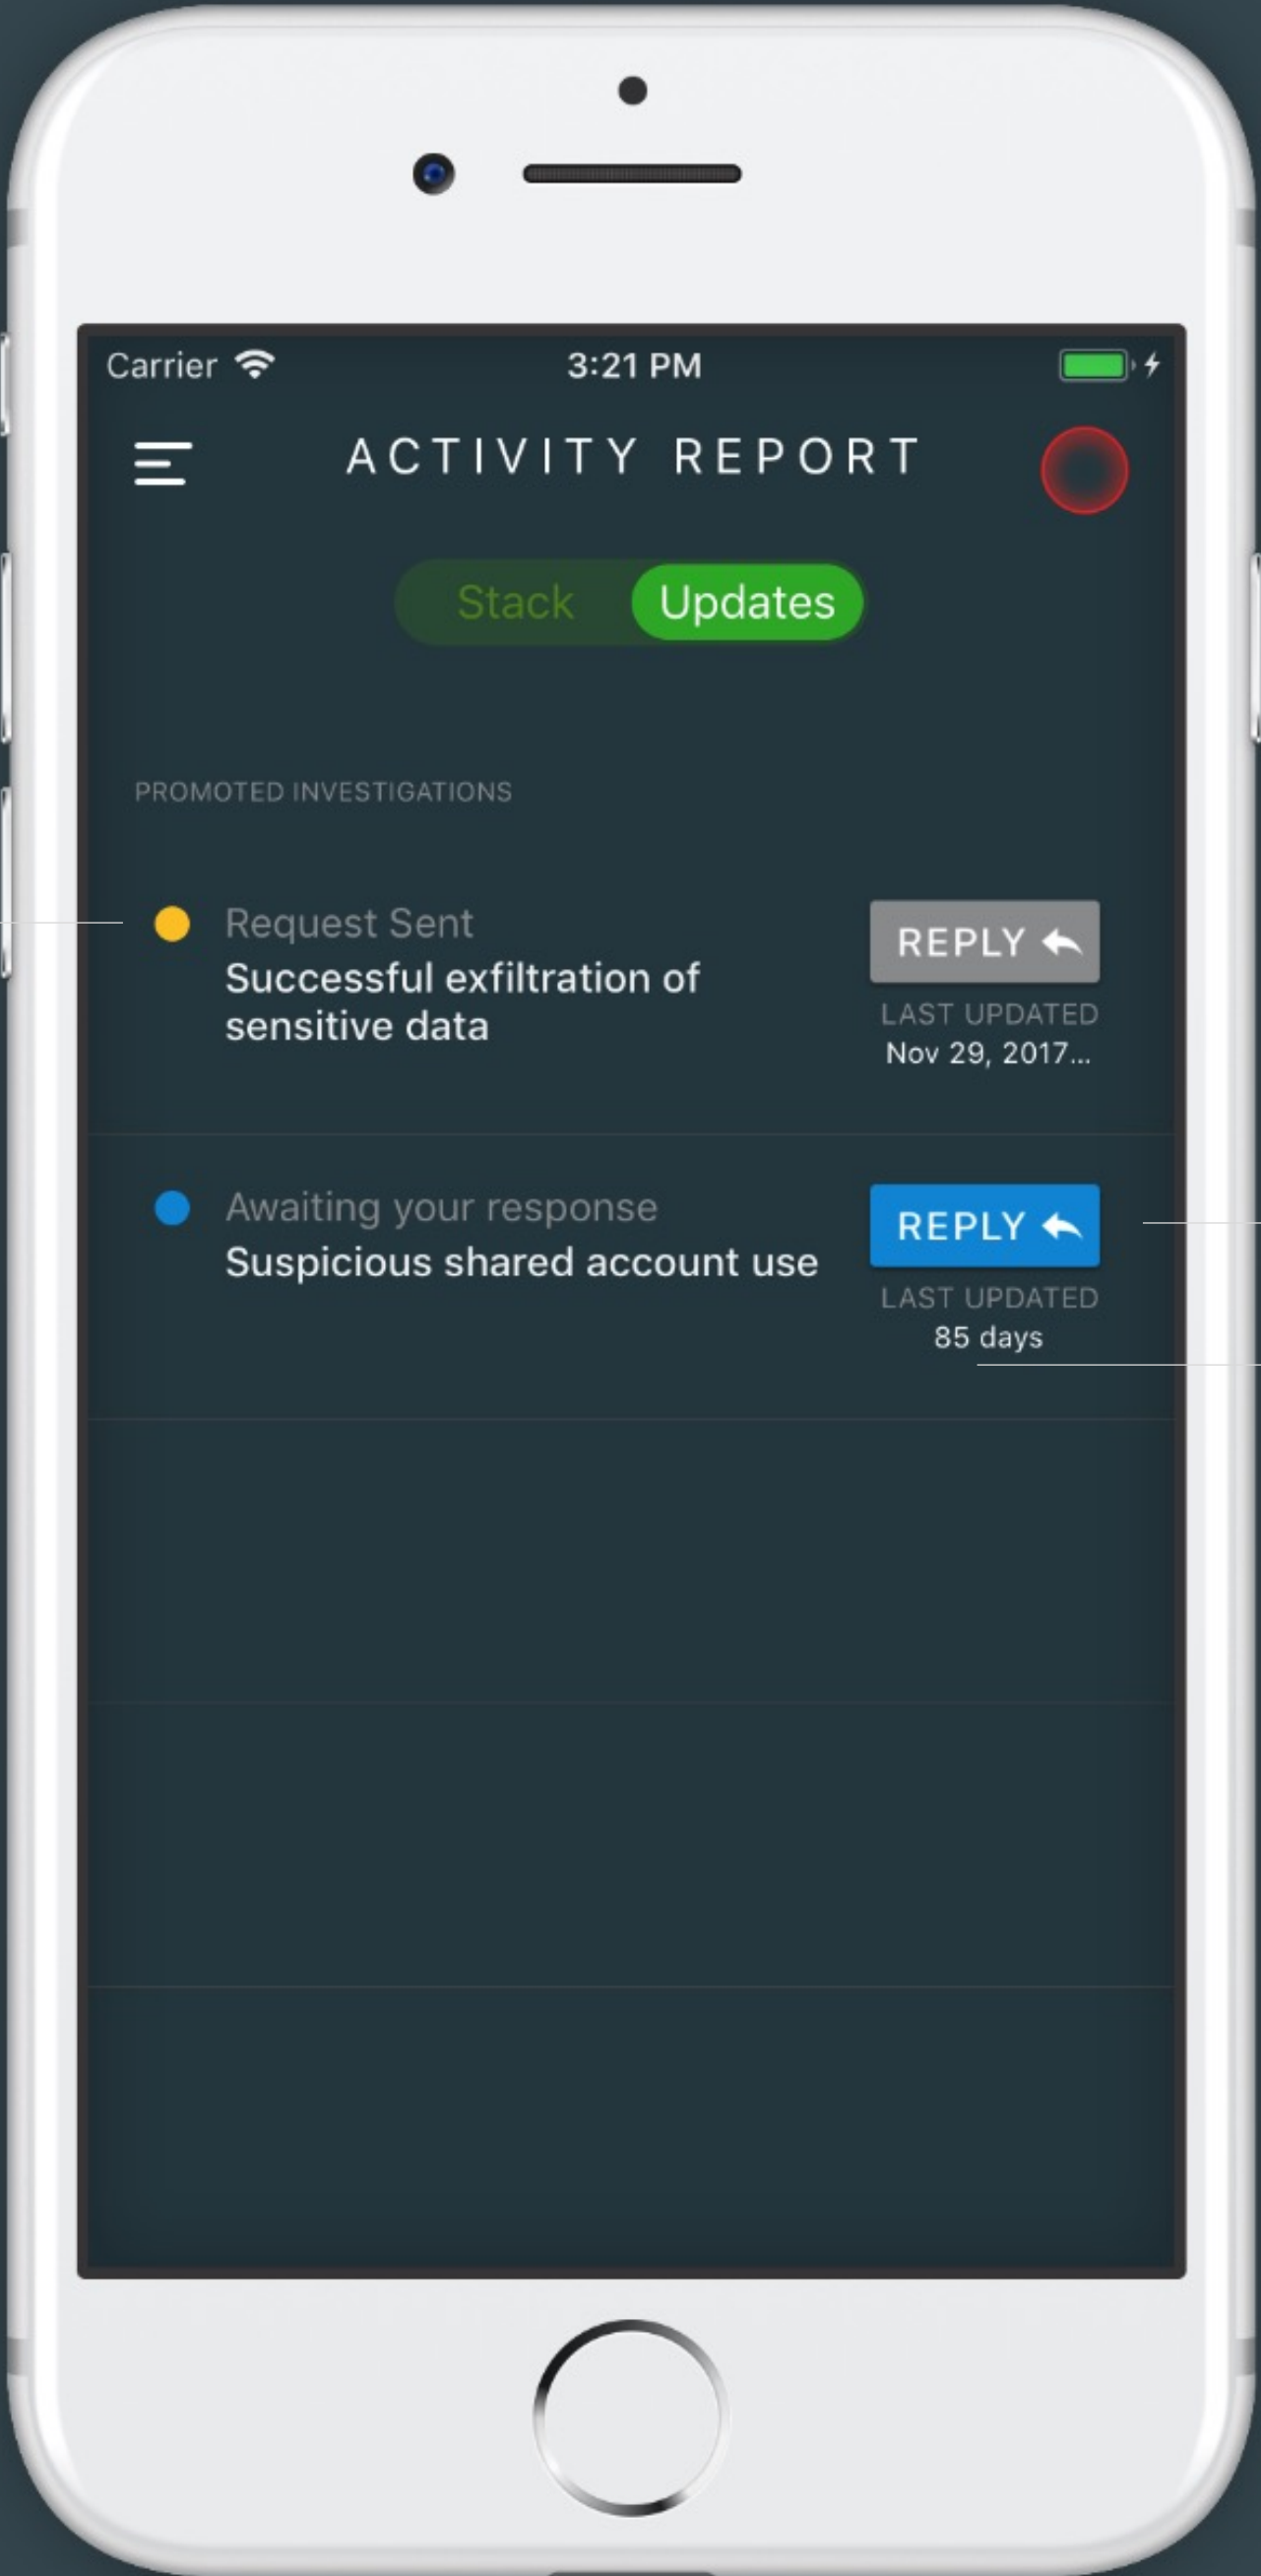 Carrier 3:21 PM
ACTIVITY REPORT
Stack Updates
PROMOTED INVESTIGATIONS
Request Sent
Successful exfiltration of
sensitive data
REPLY
LAST UPDATED
Nov 29, 2017...
Awaiting your response
Suspicious shared account use
REPLY
LAST UPDATED
85 days